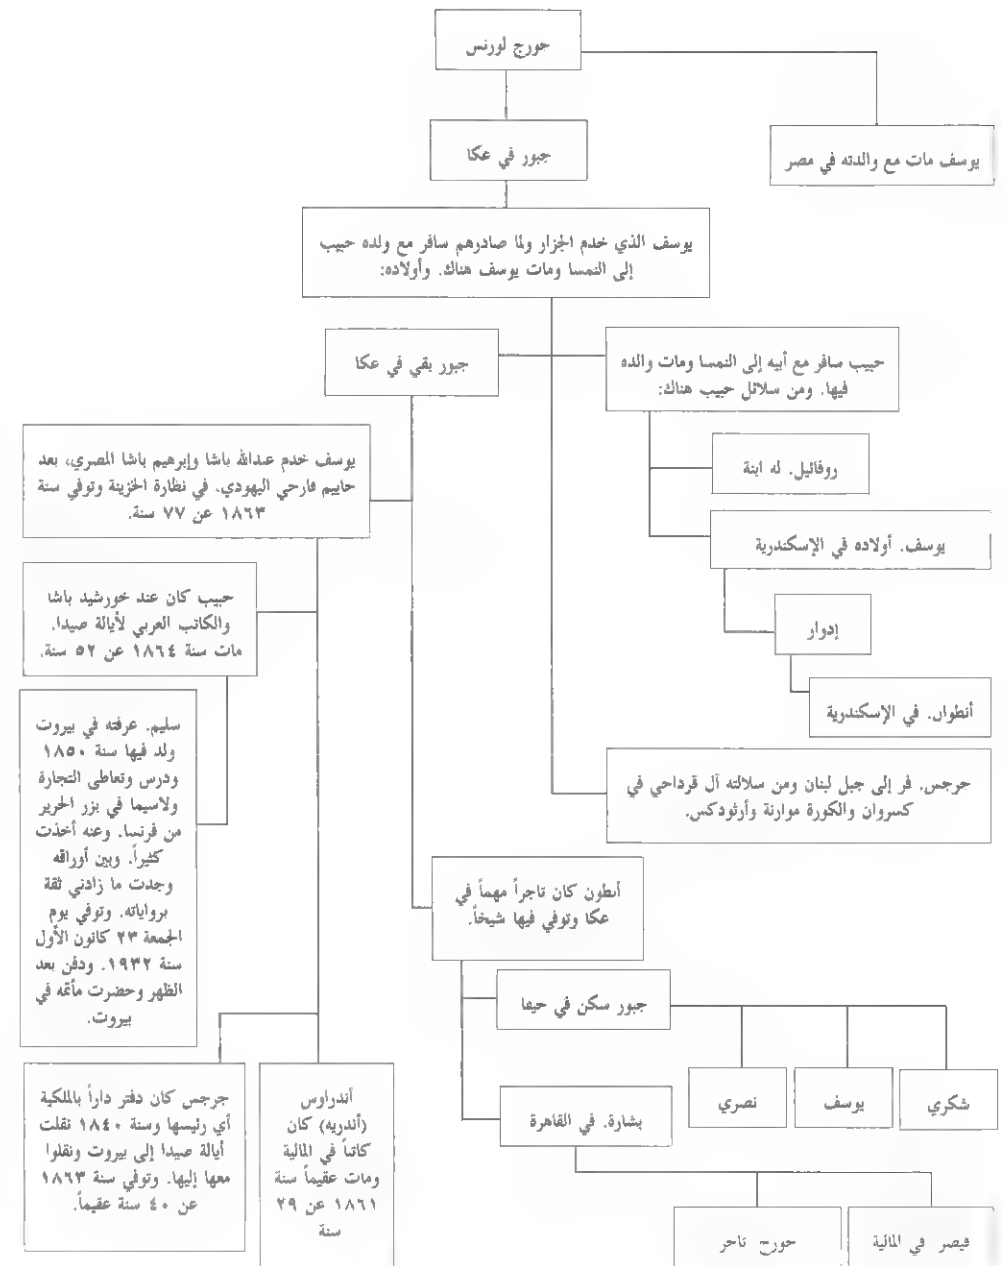 جورج لورنس
جبور في عكا
يوسف مات مع والدته في مصر
يوسف الذي خدم الجزار ولما صادرهم سافر مع ولده حبيب
إلى النمسا ومات يوسف هناك. وأولاده:
حبيب سافر مع أبيه إلى النمسا ومات والده
فيها. ومن سلائل حبيب هناك:
جبور بقي في عكا
روفائيل. له ابنة
يوسف. أولاده في الإسكندرية
إدوار
أنطوان. في الإسكندرية
جرجس. فر إلى جبل لبنان ومن سلالته آل قرداحي في
كسروان والكورة موارنة وأرثودكس.
يوسف خدم عبدالله باشا وإبرهيم باشا المصري، بعد
حاييم فارحي اليهودي. في نظارة الخزينة وتوفي سنة
١٨٦٣ عن ٧٧ سنة.
حبيب كان عند خورشيد باشا
والكاتب العربي لأيالة صيدا.
مات سنة ١٨٦٤ عن ٥٢ سنة.
سليم. عرفته في بيروت
ولد فيها سنة ١٨٥٠
ودرس وتعاطى التجارة
ولاسيما في بزر الحرير
من فرنسا. وعنه أخذت
كثيراً. وبين أوراقه
وجدت ما زادني ثقة
برواياته. وتوفي يوم
الجمعة ٢٣ كانون الأول
سنة ١٩٣٢. ودفن بعد
الظهر وحضرت مأتمه في
بيروت.
أنطون كان تاجراً مهماً في
عكا وتوفي فيها شيخاً.
جبور سكن في حيفا
شكري
يوسف
نصري
بشارة. في القاهرة
قيصر في المالية
جورج تاجر
أندراوس
(أندريه) كان
كاتباً في المالية
ومات عقيماً سنة
١٨٦١ عن ٢٩
سنة
جرجس كان دفتر داراً بالملكية
أي رئيسها وسنة ١٨٤٠ نقلت
أيالة صيدا إلى بيروت ونقلوا
معها إليها. وتوفي سنة ١٨٦٣
عن ٤٠ سنة عقيماً.